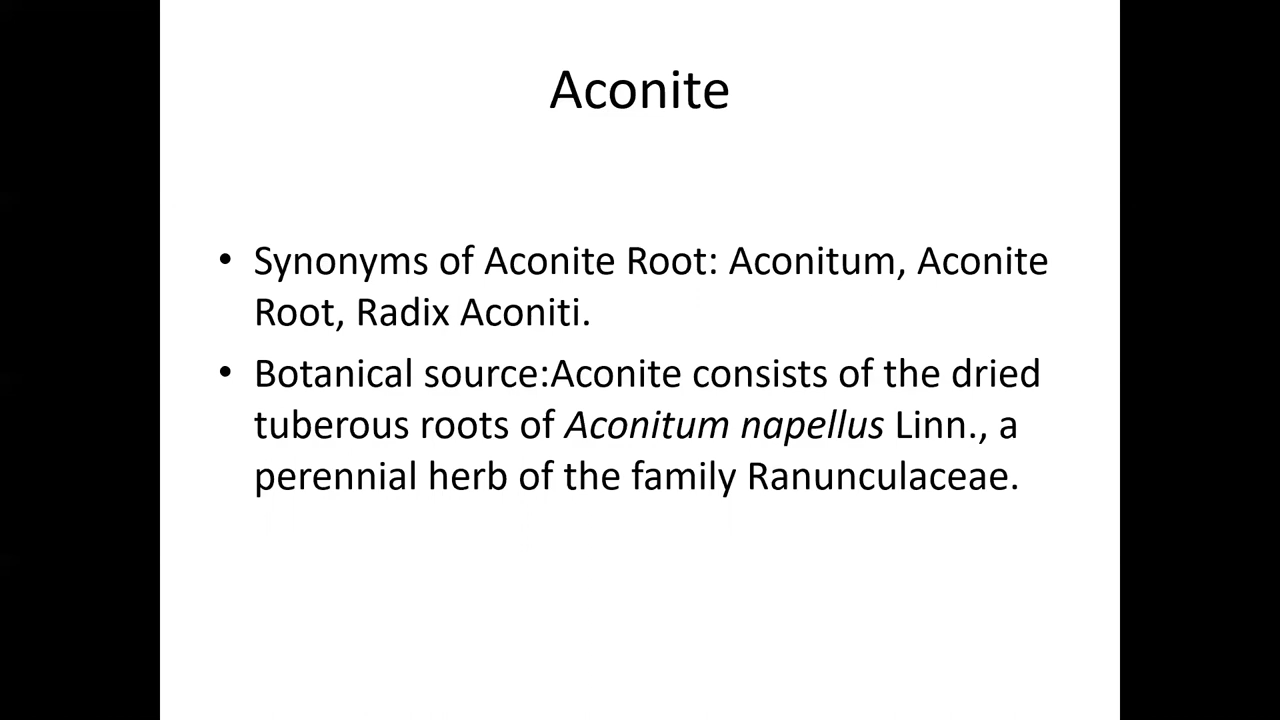 Aconite
• Synonyms of Aconite Root: Aconitum, Aconite
Root, Radix Aconiti.
• Botanical source:Aconite consists of the dried
tuberous roots of Aconitum napellus Linn., a
perennial herb of the family Ranunculaceae.